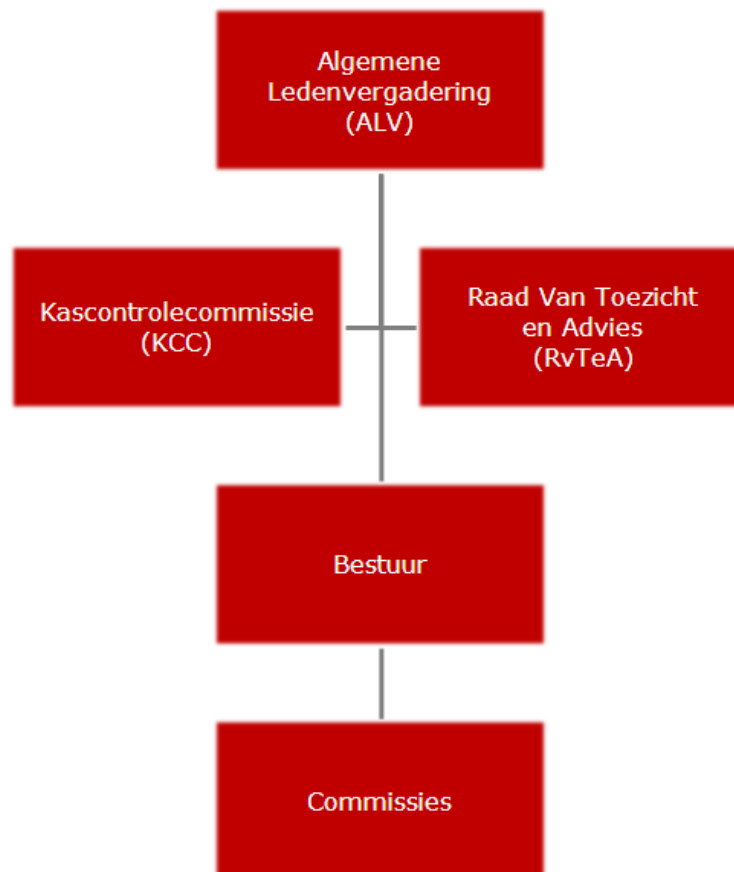 Algemene
Ledenvergadering
(ALV)
Kascontrolecommissie
(KCC)
Raad Van Toezicht
en Advies
(RvTeA)
Bestuur
Commissies